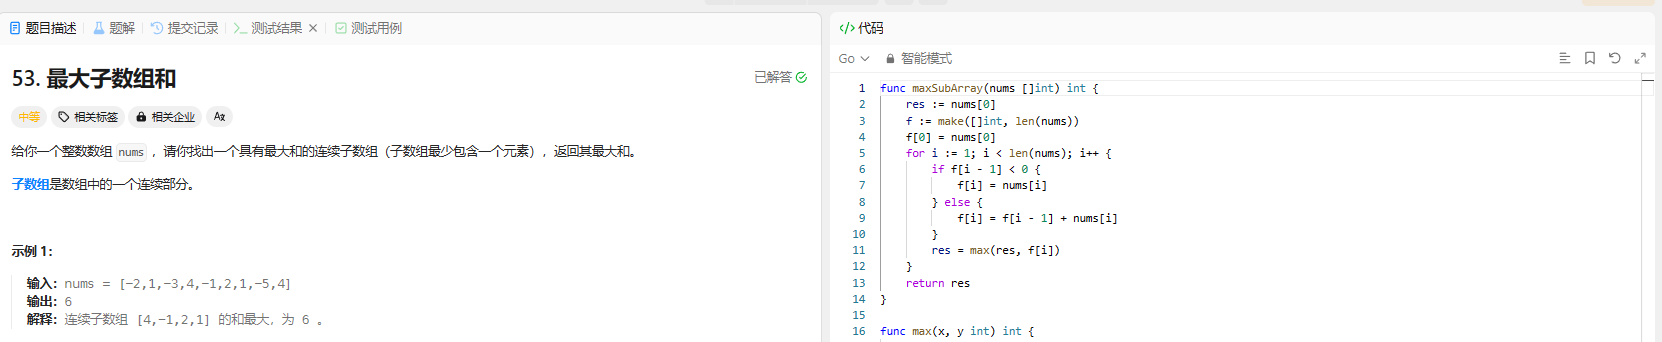 题目描述 题解 提交记录 测试结果 × 测试用例
53. 最大子数组和
已解答
中等 相关标签 相关企业 Aあ
给你一个整数数组 nums ，请你找出一个具有最大和的连续子数组（子数组最少包含一个元素），返回其最大和。
子数组是数组中的一个连续部分。
示例 1：
输入：nums = [-2,1,-3,4,-1,2,1,-5,4]
输出：6
解释：连续子数组 [4,-1,2,1] 的和最大，为 6 。
</> 代码
Go 智能模式
1 func maxSubArray(nums []int) int {
2 res := nums[0]
3 f := make([]int, len(nums))
4 f[0] = nums[0]
5 for i := 1; i < len(nums); i++ {
6 if f[i - 1] < 0 {
7 f[i] = nums[i]
8 } else {
9 f[i] = f[i - 1] + nums[i]
10 }
11 res = max(res, f[i])
12 }
13 return res
14 }
15
16 func max(x, y int) int {